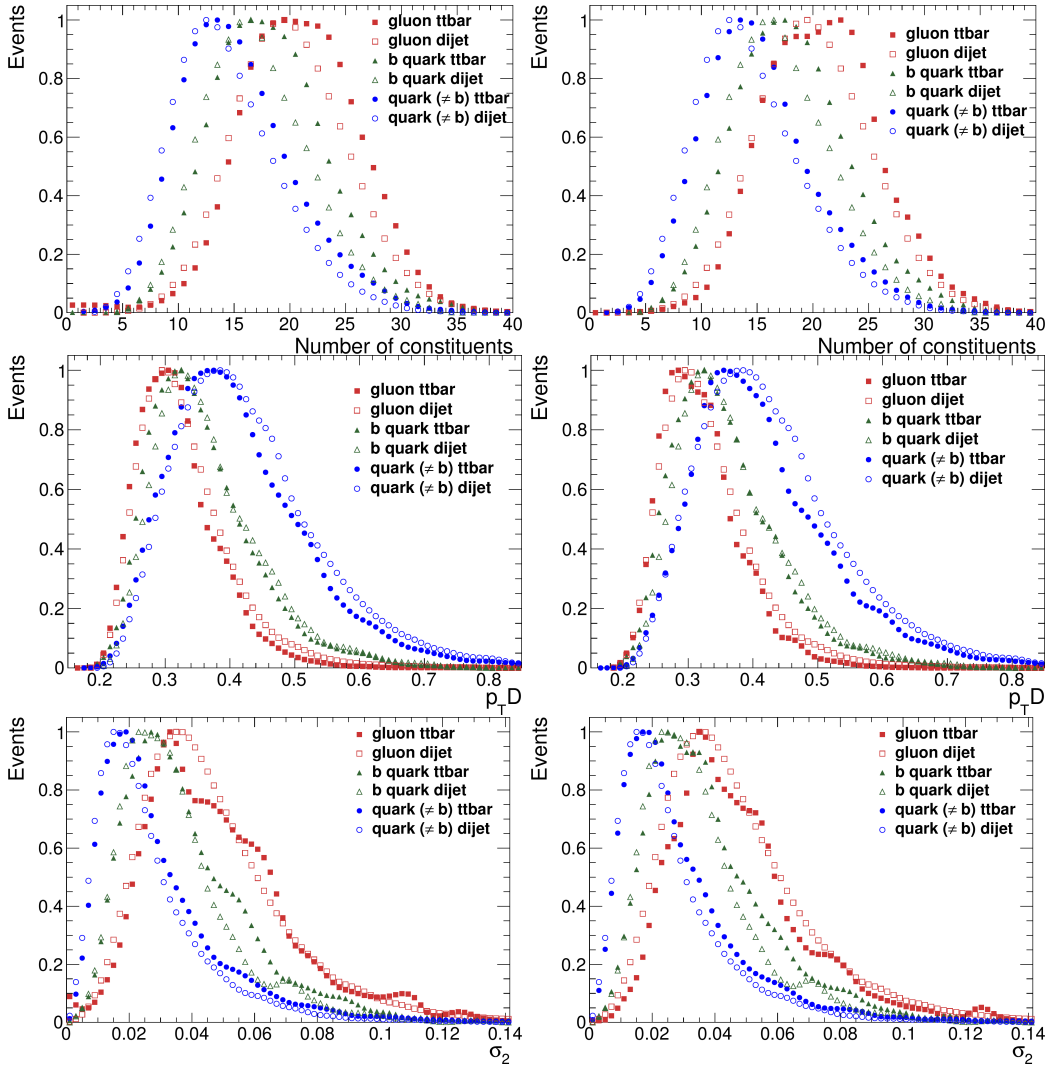 Events
1
0.8
0.6
0.4
0.2
0
gluon ttbar
gluon dijet
b quark ttbar
b quark dijet
quark (≠ b) ttbar
quark (≠ b) dijet
0 5 10 15 20 25 30 35 40
Number of constituents
Events
1
0.8
0.6
0.4
0.2
0
gluon ttbar
gluon dijet
b quark ttbar
b quark dijet
quark (≠ b) ttbar
quark (≠ b) dijet
0 5 10 15 20 25 30 35 40
Number of constituents
Events
1
0.8
0.6
0.4
0.2
0
gluon ttbar
gluon dijet
b quark ttbar
b quark dijet
quark (≠ b) ttbar
quark (≠ b) dijet
0.2 0.3 0.4 0.5 0.6 0.7 0.8
p_T D
Events
1
0.8
0.6
0.4
0.2
0
gluon ttbar
gluon dijet
b quark ttbar
b quark dijet
quark (≠ b) ttbar
quark (≠ b) dijet
0.2 0.3 0.4 0.5 0.6 0.7 0.8
p_T D
Events
1
0.8
0.6
0.4
0.2
0
gluon ttbar
gluon dijet
b quark ttbar
b quark dijet
quark (≠ b) ttbar
quark (≠ b) dijet
0 0.02 0.04 0.06 0.08 0.1 0.12 0.14
σ_2
Events
1
0.8
0.6
0.4
0.2
0
gluon ttbar
gluon dijet
b quark ttbar
b quark dijet
quark (≠ b) ttbar
quark (≠ b) dijet
0 0.02 0.04 0.06 0.08 0.1 0.12 0.14
σ_2